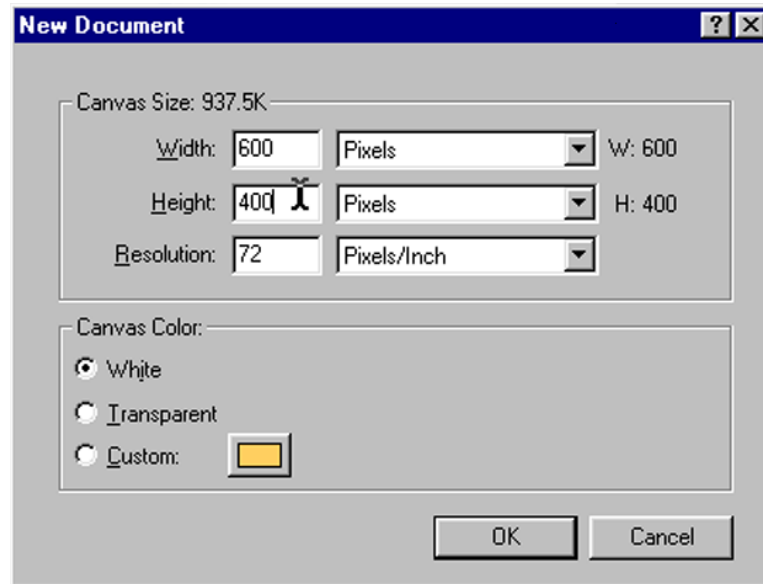 New Document
Canvas Size: 937.5K
Width: 600 Pixels W: 600
Height: 400 Pixels H: 400
Resolution: 72 Pixels/Inch
Canvas Color:
White
Transparent
Custom:
OK Cancel